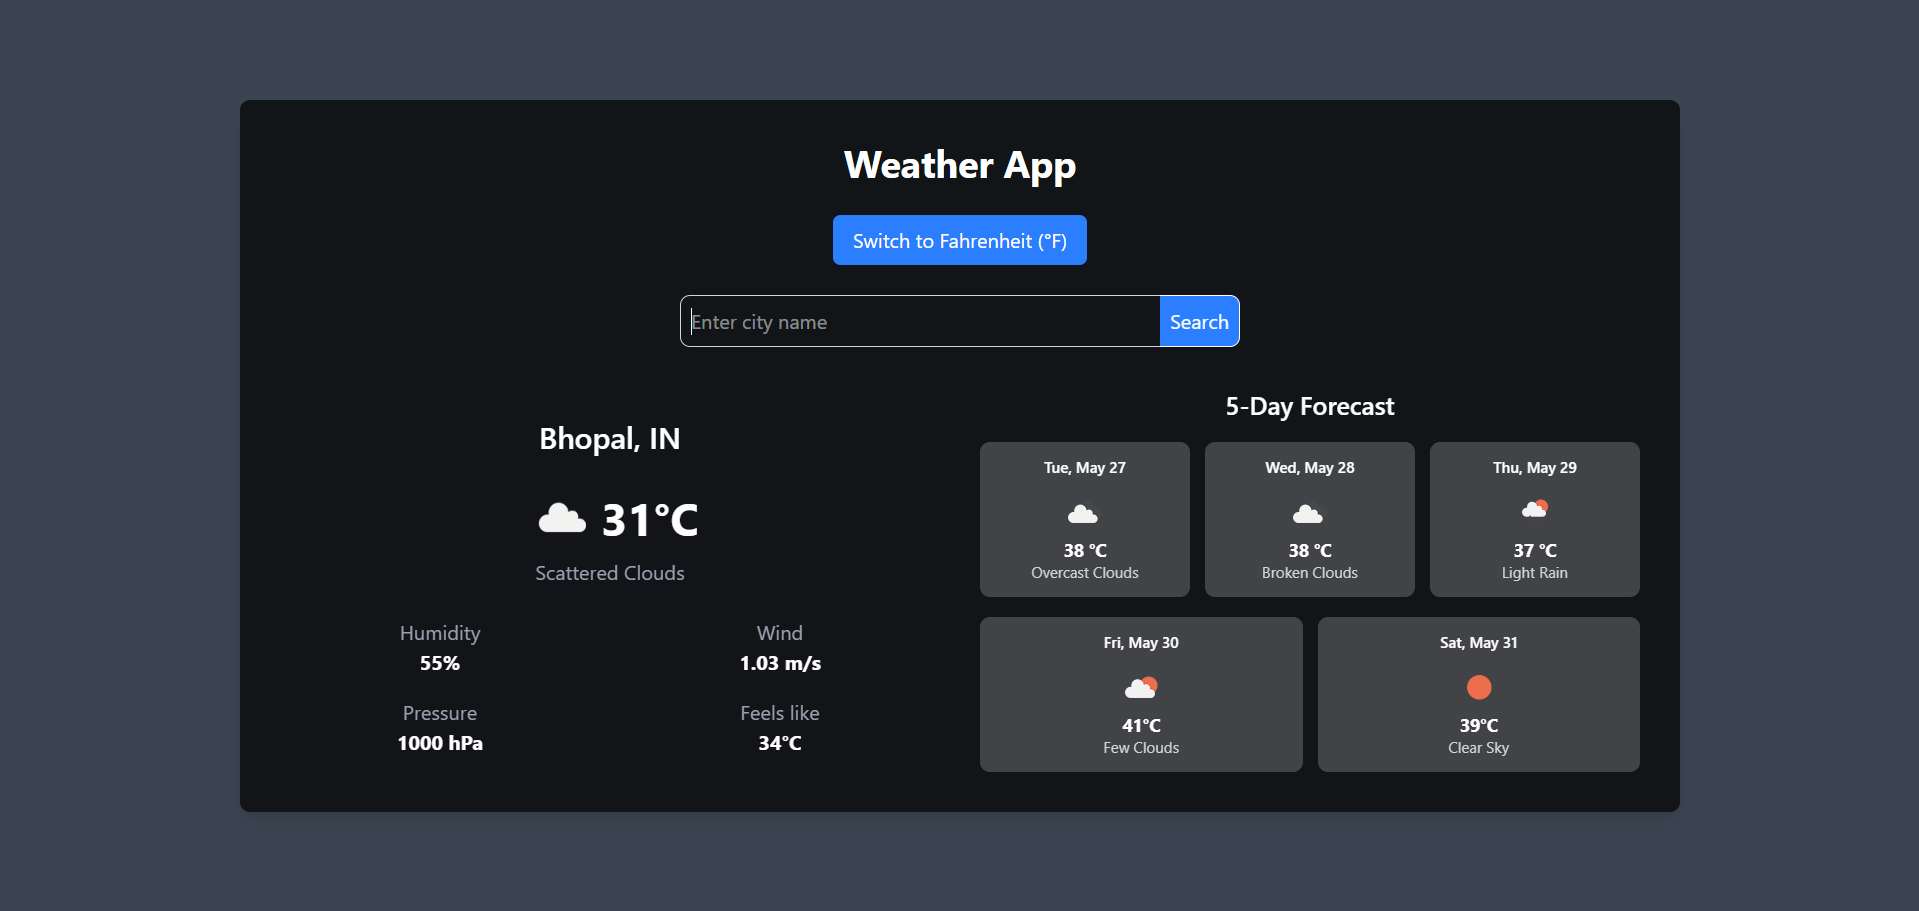 Weather App
Switch to Fahrenheit (°F)
Enter city name
Search
Bhopal, IN
31°C
Scattered Clouds
Humidity
55%
Wind
1.03 m/s
Pressure
1000 hPa
Feels like
34°C
5-Day Forecast
Tue, May 27
38 °C
Overcast Clouds
Wed, May 28
38 °C
Broken Clouds
Thu, May 29
37 °C
Light Rain
Fri, May 30
41°C
Few Clouds
Sat, May 31
39°C
Clear Sky